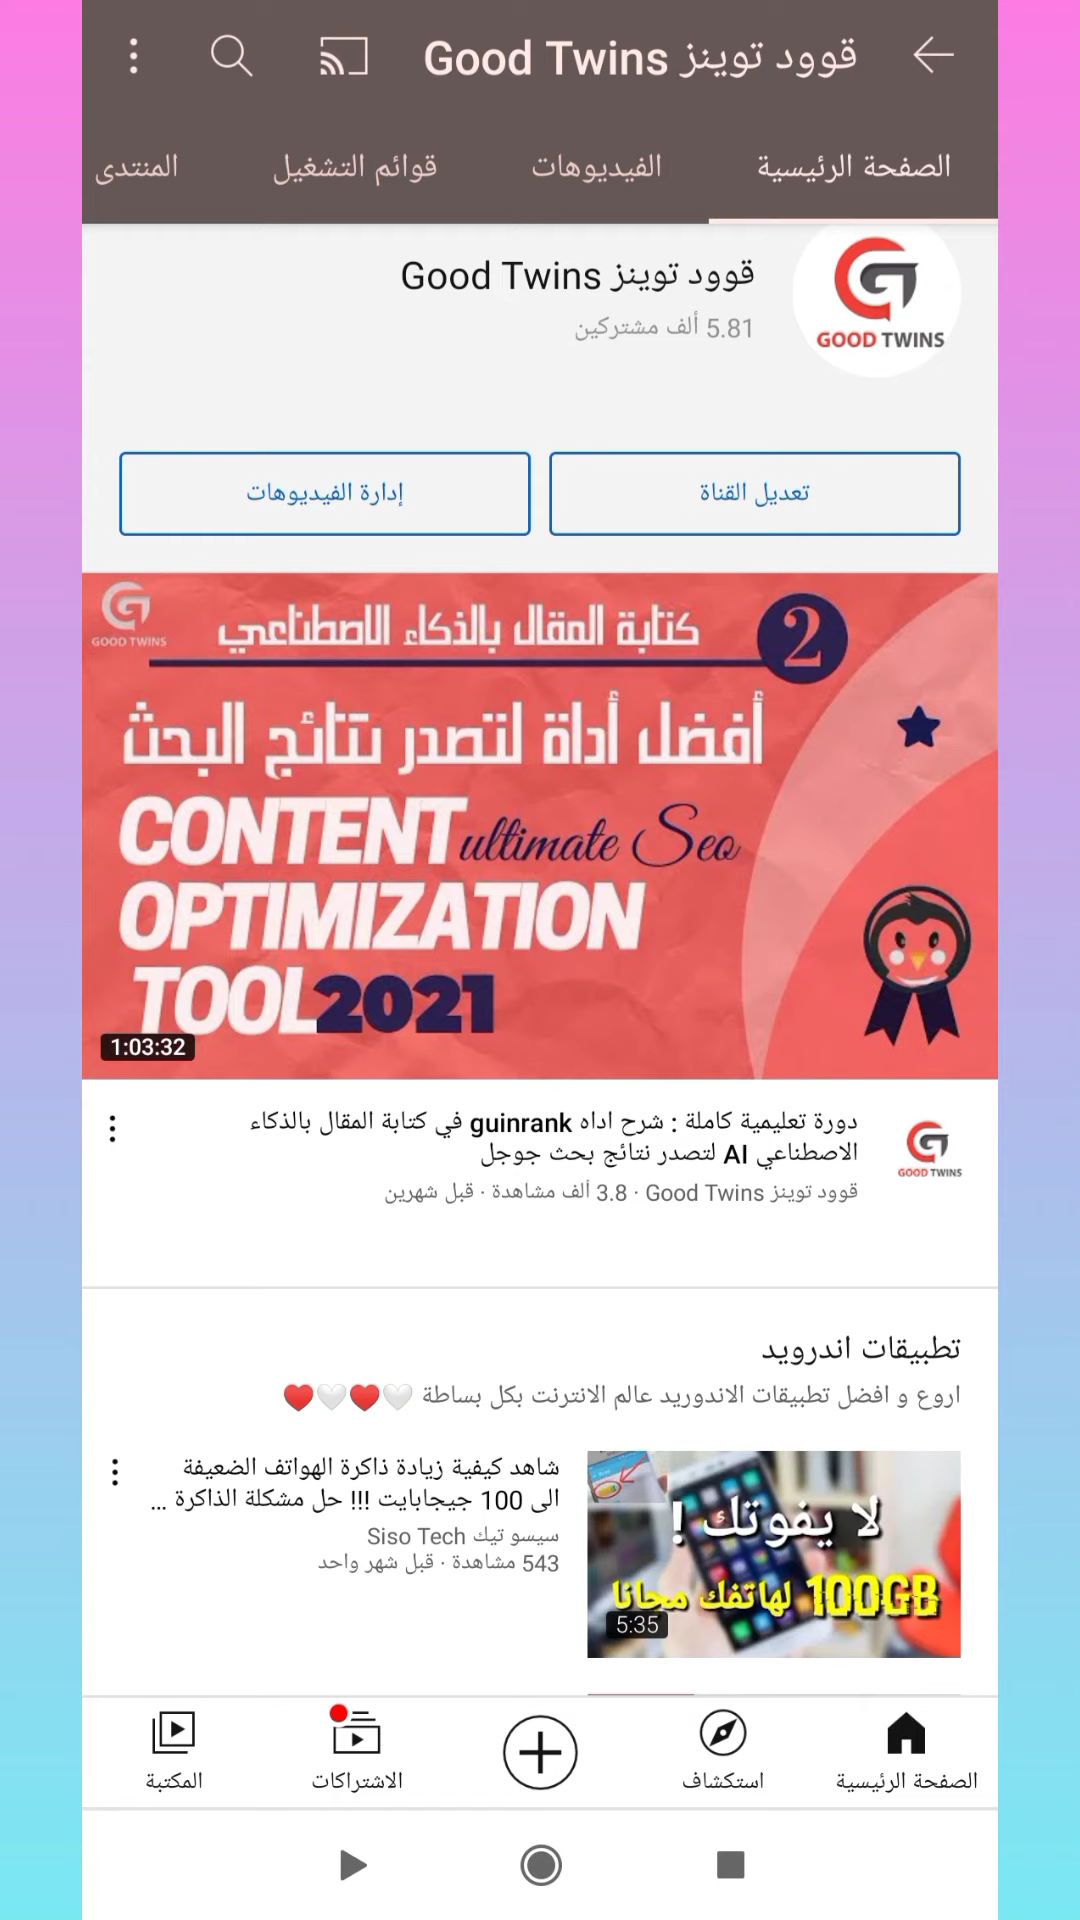 قوود توينز Good Twins
الصفحة الرئيسية
الفيديوهات
قوائم التشغيل
المنتدى
قوود توينز Good Twins
5.81 ألف مشتركين
GOOD TWINS
تعديل القناة
إدارة الفيديوهات
GOOD TWINS
2
كتابة المقال بالذكاء الاصطناعي
أفضل أداة لتصدر نتائج البحث
CONTENT ultimate Seo
OPTIMIZATION
TOOL 2021
1:03:32
دورة تعليمية كاملة : شرح اداه guinrank في كتابة المقال بالذكاء
الاصطناعي AI لتصدر نتائج بحث جوجل
قوود توينز Good Twins · 3.8 ألف مشاهدة · قبل شهرين
GOOD TWINS
تطبيقات اندرويد
اروع و افضل تطبيقات الاندوريد عالم الانترنت بكل بساطة 🤍❤️🤍❤️
شاهد كيفية زيادة ذاكرة الهواتف الضعيفة
الى 100 جيجابايت !!! حل مشكلة الذاكرة ...
سيسو تيك Siso Tech
543 مشاهدة · قبل شهر واحد
لا يفوتك !
100GB لهاتفك مجانا
5:35
الصفحة الرئيسية
استكشاف
الاشتراكات
المكتبة